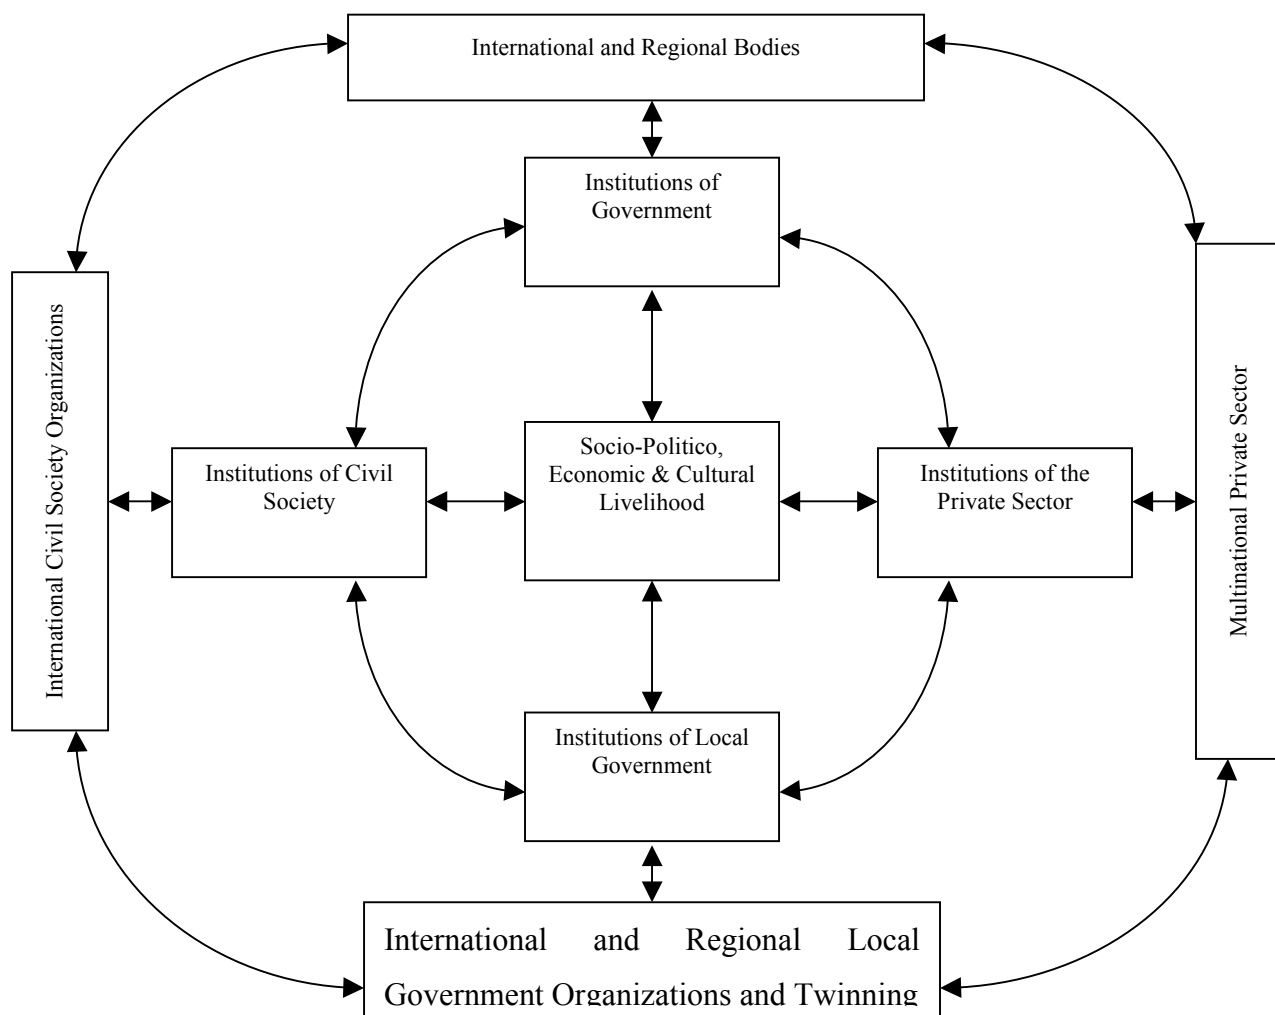 International and Regional Bodies
Institutions of
Government
International Civil Society Organizations
Institutions of Civil
Society
Socio-Politico,
Economic & Cultural
Livelihood
Institutions of the
Private Sector
Multinational Private Sector
Institutions of Local
Government
International and Regional Local
Government Organizations and Twinning